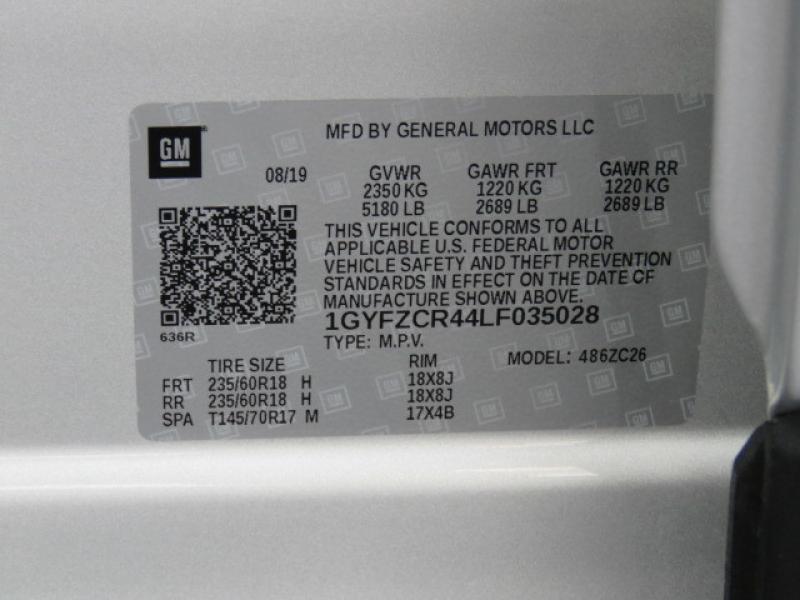 GM
MFD BY GENERAL MOTORS LLC
08/19 GVWR GAWR FRT GAWR RR
2350 KG 1220 KG 1220 KG
5180 LB 2689 LB 2689 LB
THIS VEHICLE CONFORMS TO ALL
APPLICABLE U.S. FEDERAL MOTOR
VEHICLE SAFETY AND THEFT PREVENTION
STANDARDS IN EFFECT ON THE DATE OF
MANUFACTURE SHOWN ABOVE.
1GYFZCR44LF035028
636R
TYPE: M.P.V. MODEL: 486ZC26
TIRE SIZE RIM
FRT 235/60R18 H 18X8J
RR 235/60R18 H 18X8J
SPA T145/70R17 M 17X4B